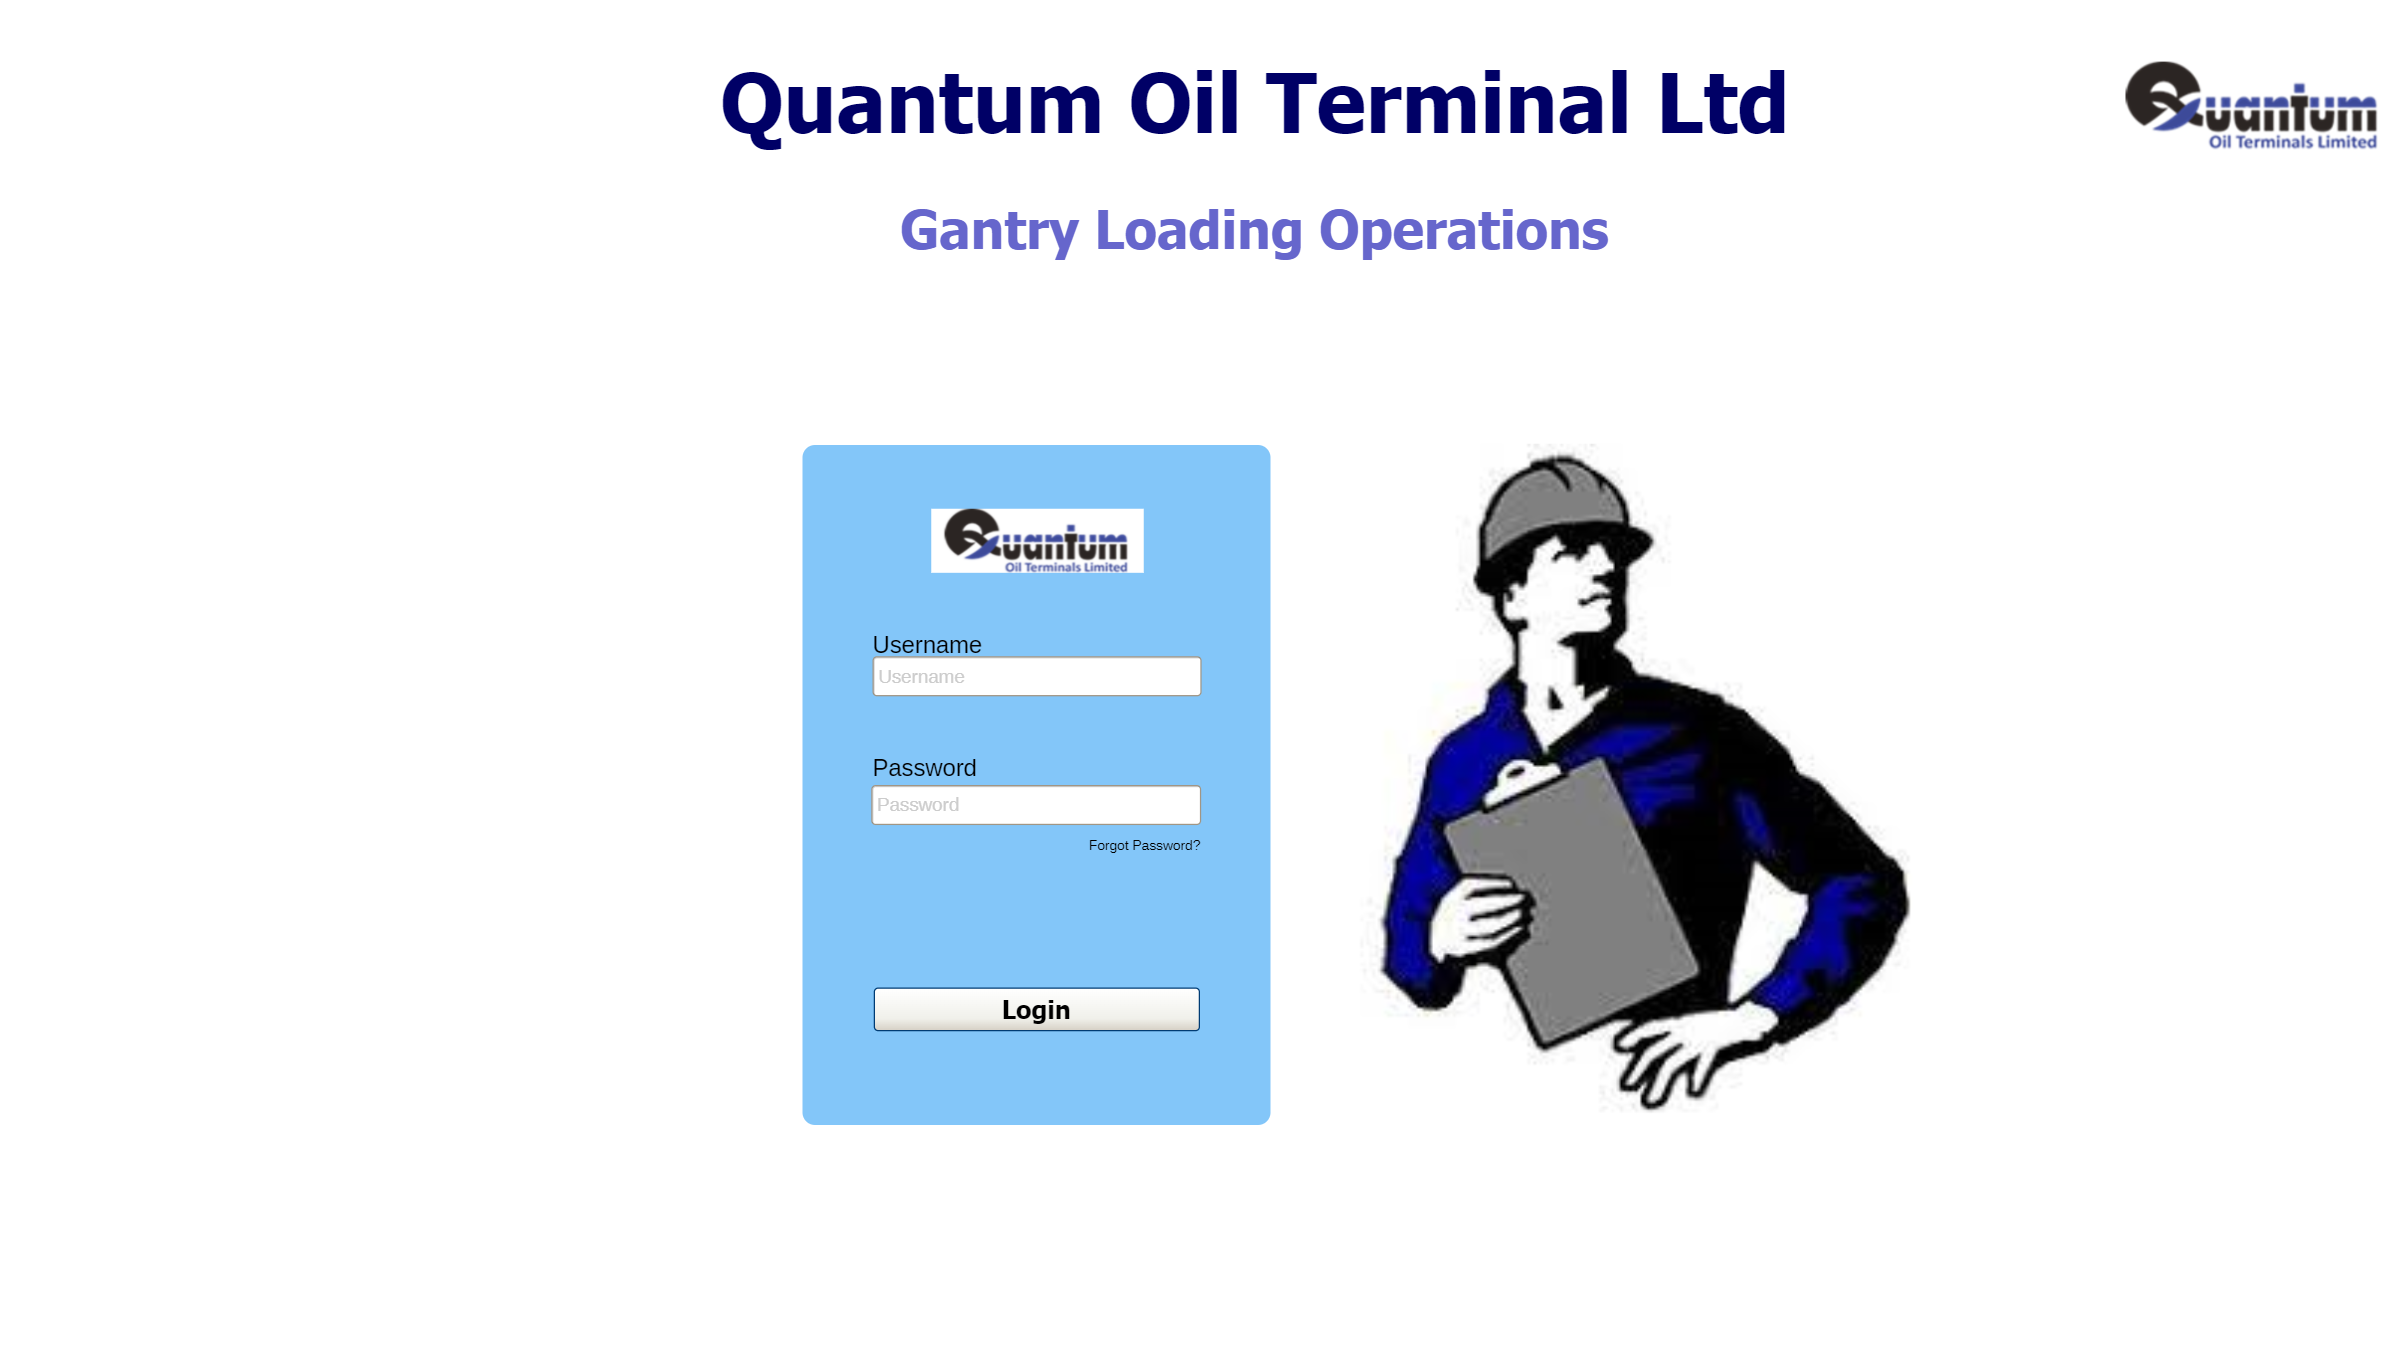 Quantum Oil Terminal Ltd
Quantum
Oil Terminals Limited
Gantry Loading Operations
Quantum
Oil Terminals Limited
Username
Username
Password
Password
Forgot Password?
Login